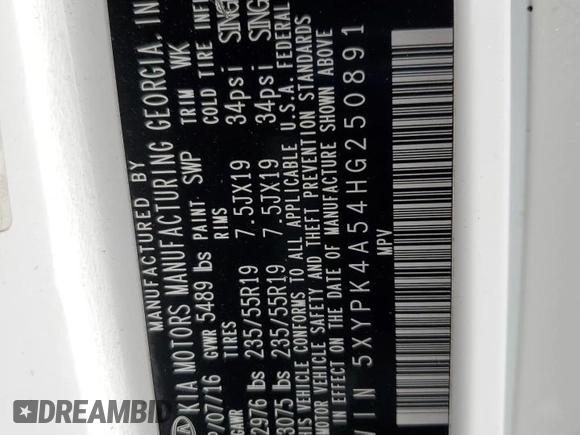 MANUFACTURED BY
KIA MOTORS MANUFACTURING GEORGIA, IN
P/07/16 GVWR 5489 lbs PAINT SWP TRIM WK
GAWR TIRES RIMS COLD TIRE INF
2976 lbs 235/55R19 7.5JX19 34psi SINGL
3075 lbs 235/55R19 7.5JX19 34psi SING
THIS VEHICLE CONFORMS TO ALL APPLICABLE U.S.A. FEDERAL
MOTOR VEHICLE SAFETY AND THEFT PREVENTION STANDARDS
IN EFFECT ON THE DATE OF MANUFACTURE SHOWN ABOVE
VIN 5XYPK4A54HG250891
MPV
DREAMBID